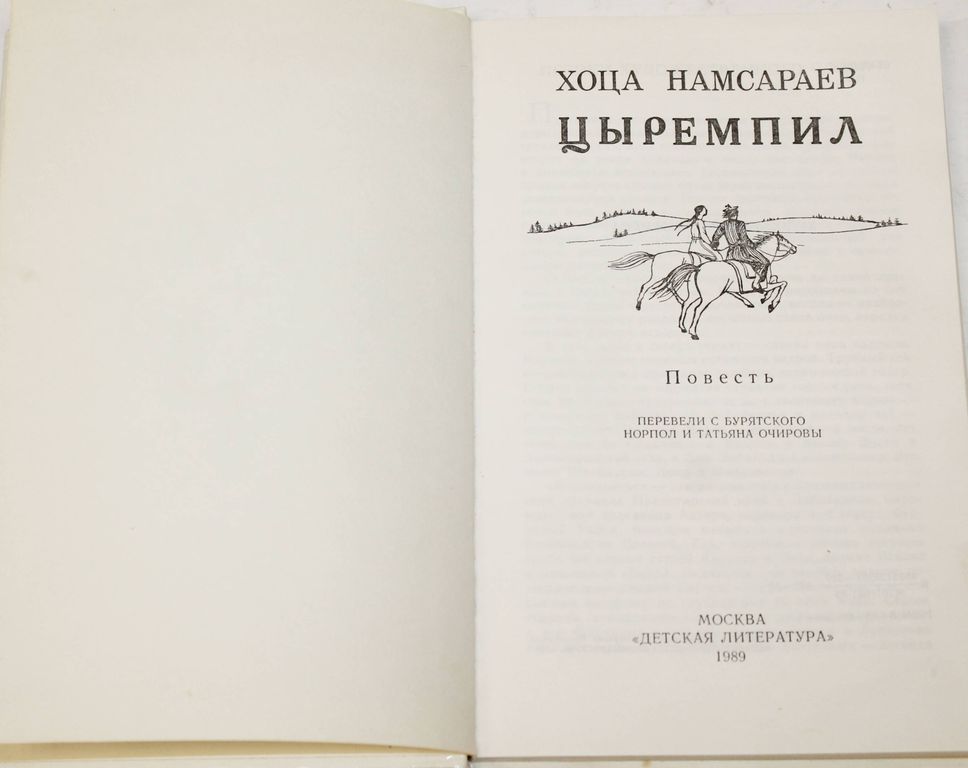 ХОЦА НАМСАРАЕВ
ЦЫРЕМПИЛ
Повесть
ПЕРЕВЕЛИ С БУРЯТСКОГО
НОРПОЛ И ТАТЬЯНА ОЧИРОВЫ
МОСКВА
«ДЕТСКАЯ ЛИТЕРАТУРА»
1989